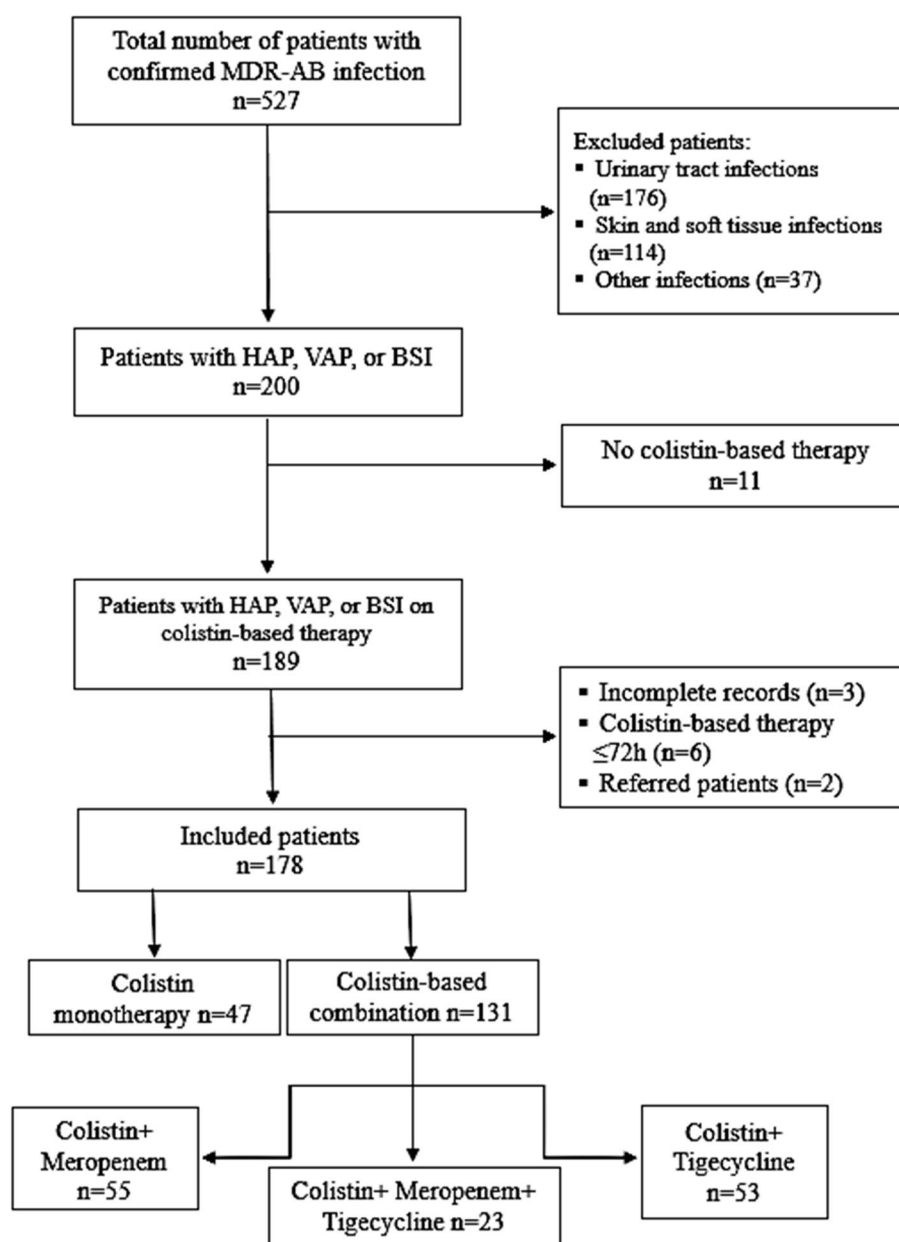 Total number of patients with
confirmed MDR-AB infection
n=527
Excluded patients:
▪ Urinary tract infections
(n=176)
▪ Skin and soft tissue infections
(n=114)
▪ Other infections (n=37)
Patients with HAP, VAP, or BSI
n=200
No colistin-based therapy
n=11
Patients with HAP, VAP, or BSI on
colistin-based therapy
n=189
▪ Incomplete records (n=3)
▪ Colistin-based therapy
≤72h (n=6)
▪ Referred patients (n=2)
Included patients
n=178
Colistin
monotherapy n=47
Colistin-based
combination n=131
Colistin+
Meropenem
n=55
Colistin+ Meropenem+
Tigecycline n=23
Colistin+
Tigecycline
n=53